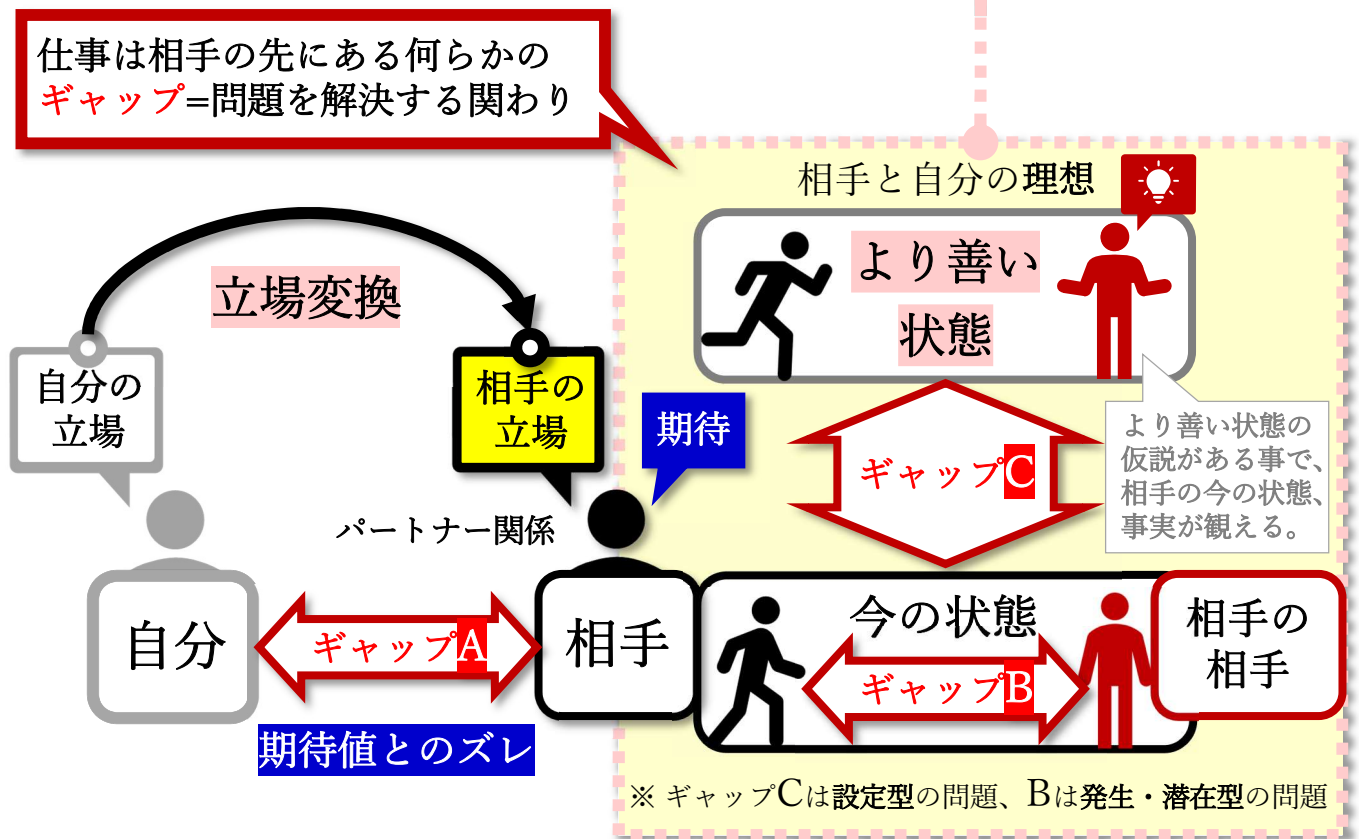 仕事は相手の先にある何らかの
ギャップ=問題を解決する関わり
相手と自分の理想
より善い
状態
立場変換
自分の
立場
相手の
立場
期待
ギャップC
より善い状態の
仮説がある事で、
相手の今の状態、
事実が観える。
パートナー関係
自分
ギャップA
相手
今の状態
ギャップB
相手の
相手
期待値とのズレ
※ ギャップCは設定型の問題、Bは発生・潜在型の問題